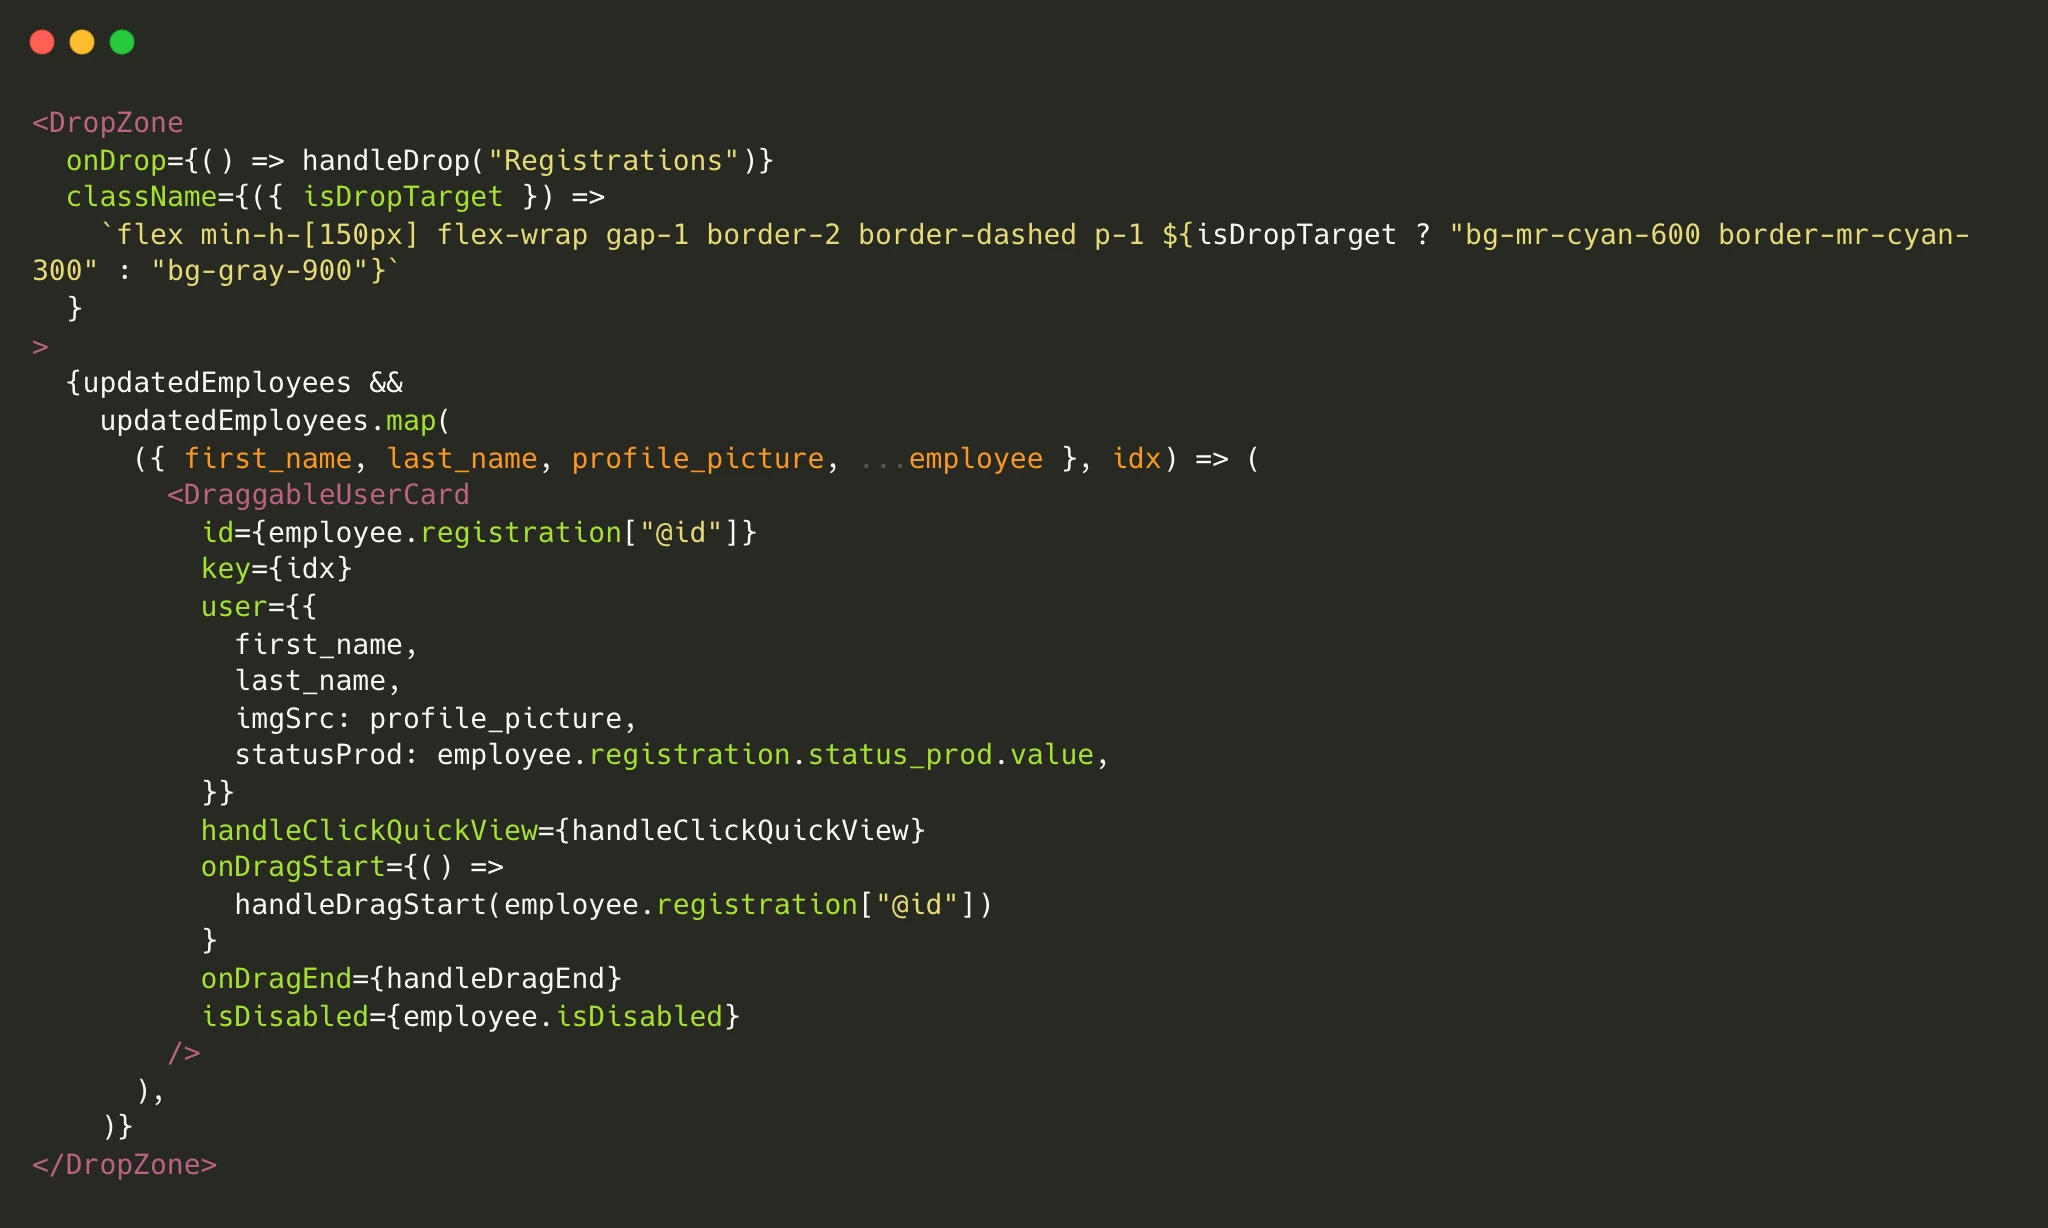 <DropZone
  onDrop={() => handleDrop("Registrations")}
  className={({ isDropTarget }) =>
    `flex min-h-[150px] flex-wrap gap-1 border-2 border-dashed p-1 ${isDropTarget ? "bg-mr-cyan-600 border-mr-cyan-
300" : "bg-gray-900"}`
  }
>
  {updatedEmployees &&
    updatedEmployees.map(
      ({ first_name, last_name, profile_picture, ...employee }, idx) => (
        <DraggableUserCard
          id={employee.registration["@id"]}
          key={idx}
          user={{
            first_name,
            last_name,
            imgSrc: profile_picture,
            statusProd: employee.registration.status_prod.value,
          }}
          handleClickQuickView={handleClickQuickView}
          onDragStart={() =>
            handleDragStart(employee.registration["@id"])
          }
          onDragEnd={handleDragEnd}
          isDisabled={employee.isDisabled}
        />
      ),
    )}
</DropZone>